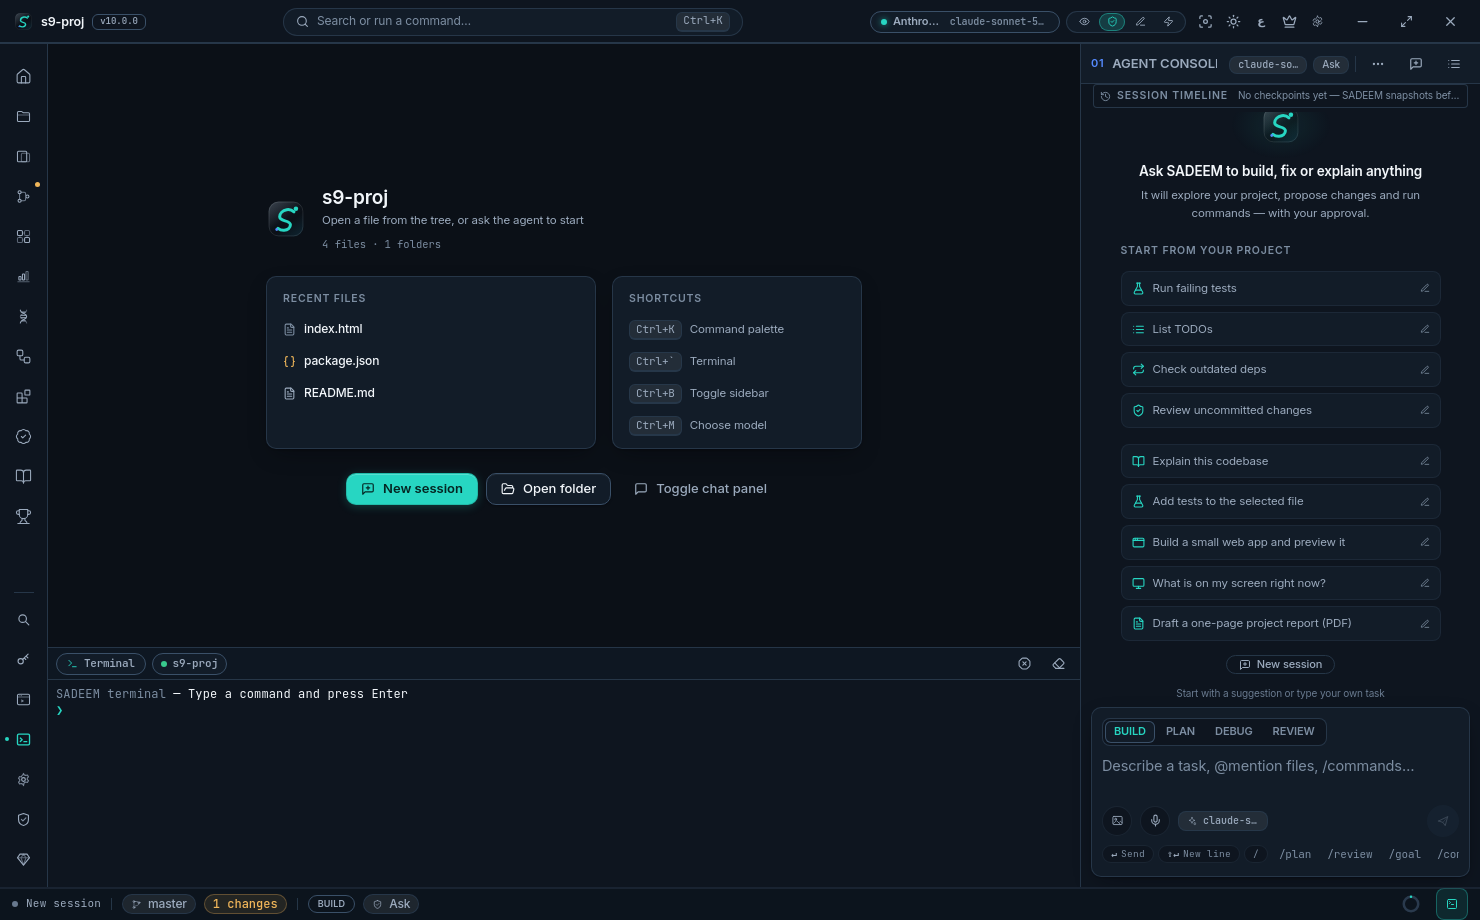 s9-proj v10.0.0 Search or run a command... Ctrl+K Anthro... claude-sonnet-5... ع
01 AGENT CONSOL claude-so... Ask
SESSION TIMELINE No checkpoints yet — SADEEM snapshots bef...
Ask SADEEM to build, fix or explain anything
It will explore your project, propose changes and run
commands — with your approval.
START FROM YOUR PROJECT
Run failing tests
List TODOs
Check outdated deps
Review uncommitted changes
Explain this codebase
Add tests to the selected file
Build a small web app and preview it
What is on my screen right now?
Draft a one-page project report (PDF)
New session
Start with a suggestion or type your own task
BUILD PLAN DEBUG REVIEW
Describe a task, @mention files, /commands...
claude-s...
↵ Send ⇧↵ New line / /plan /review /goal /cor
s9-proj
Open a file from the tree, or ask the agent to start
4 files · 1 folders
RECENT FILES
index.html
package.json
README.md
SHORTCUTS
Ctrl+K Command palette
Ctrl+` Terminal
Ctrl+B Toggle sidebar
Ctrl+M Choose model
New session Open folder Toggle chat panel
Terminal s9-proj
SADEEM terminal — Type a command and press Enter
❯
New session master 1 changes BUILD Ask